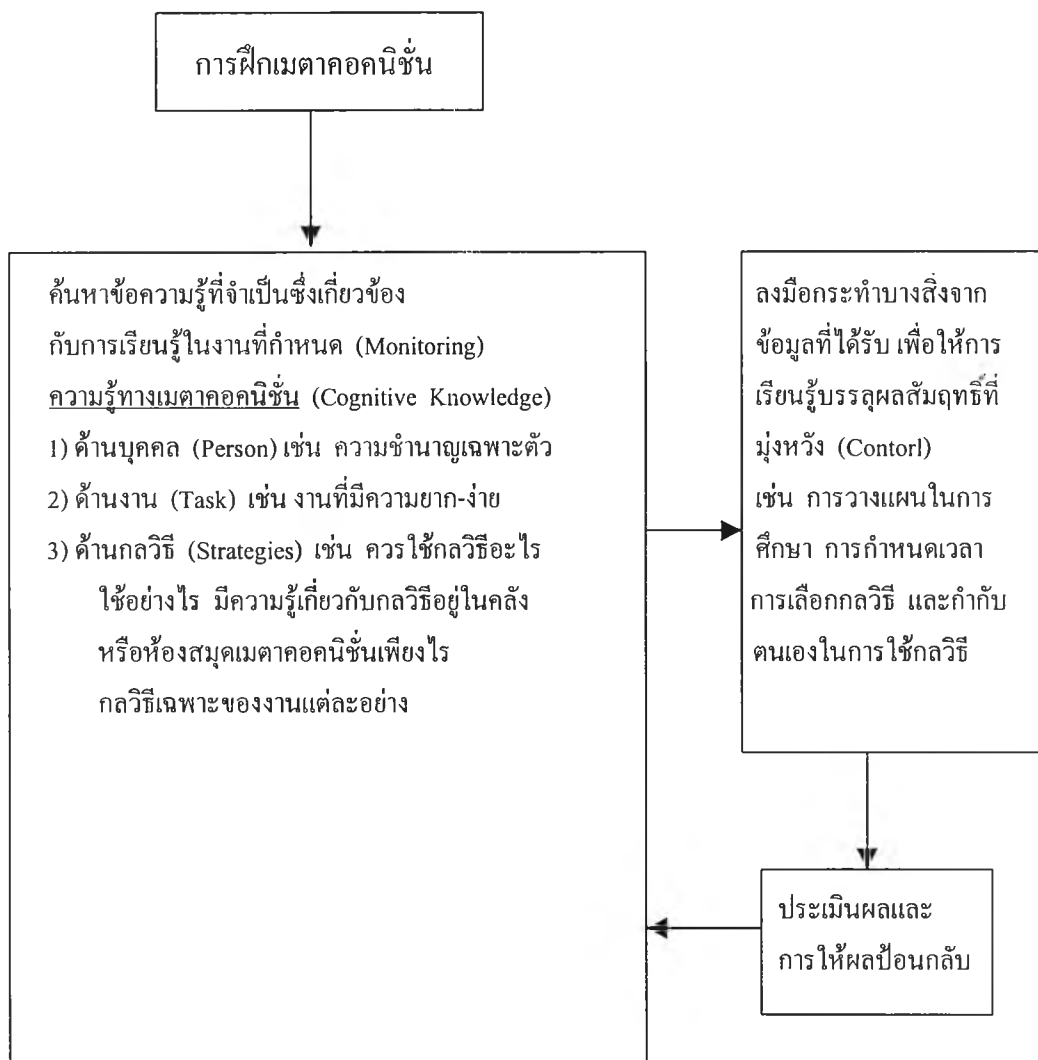 การฝึกเมตาคอคนิชั่น
ค้นหาข้อความรู้ที่จำเป็นซึ่งเกี่ยวข้อง
กับการเรียนรู้ในงานที่กำหนด (Monitoring)
ความรู้ทางเมตาคอคนิชั่น (Cognitive Knowledge)
1) ด้านบุคคล (Person) เช่น ความชำนาญเฉพาะตัว
2) ด้านงาน (Task) เช่น งานที่มีความยาก-ง่าย
3) ด้านกลวิธี (Strategies) เช่น ควรใช้กลวิธีอะไร
ใช้อย่างไร มีความรู้เกี่ยวกับกลวิธีอยู่ในคลัง
หรือห้องสมุดเมตาคอคนิชั่นเพียงไร
กลวิธีเฉพาะของงานแต่ละอย่าง
ลงมือกระทำบางสิ่งจาก
ข้อมูลที่ได้รับ เพื่อให้การ
เรียนรู้บรรลุผลสัมฤทธิ์ที่
มุ่งหวัง (Contorl)
เช่น การวางแผนในการ
ศึกษา การกำหนดเวลา
การเลือกกลวิธี และกำกับ
ตนเองในการใช้กลวิธี
ประเมินผลและ
การให้ผลป้อนกลับ